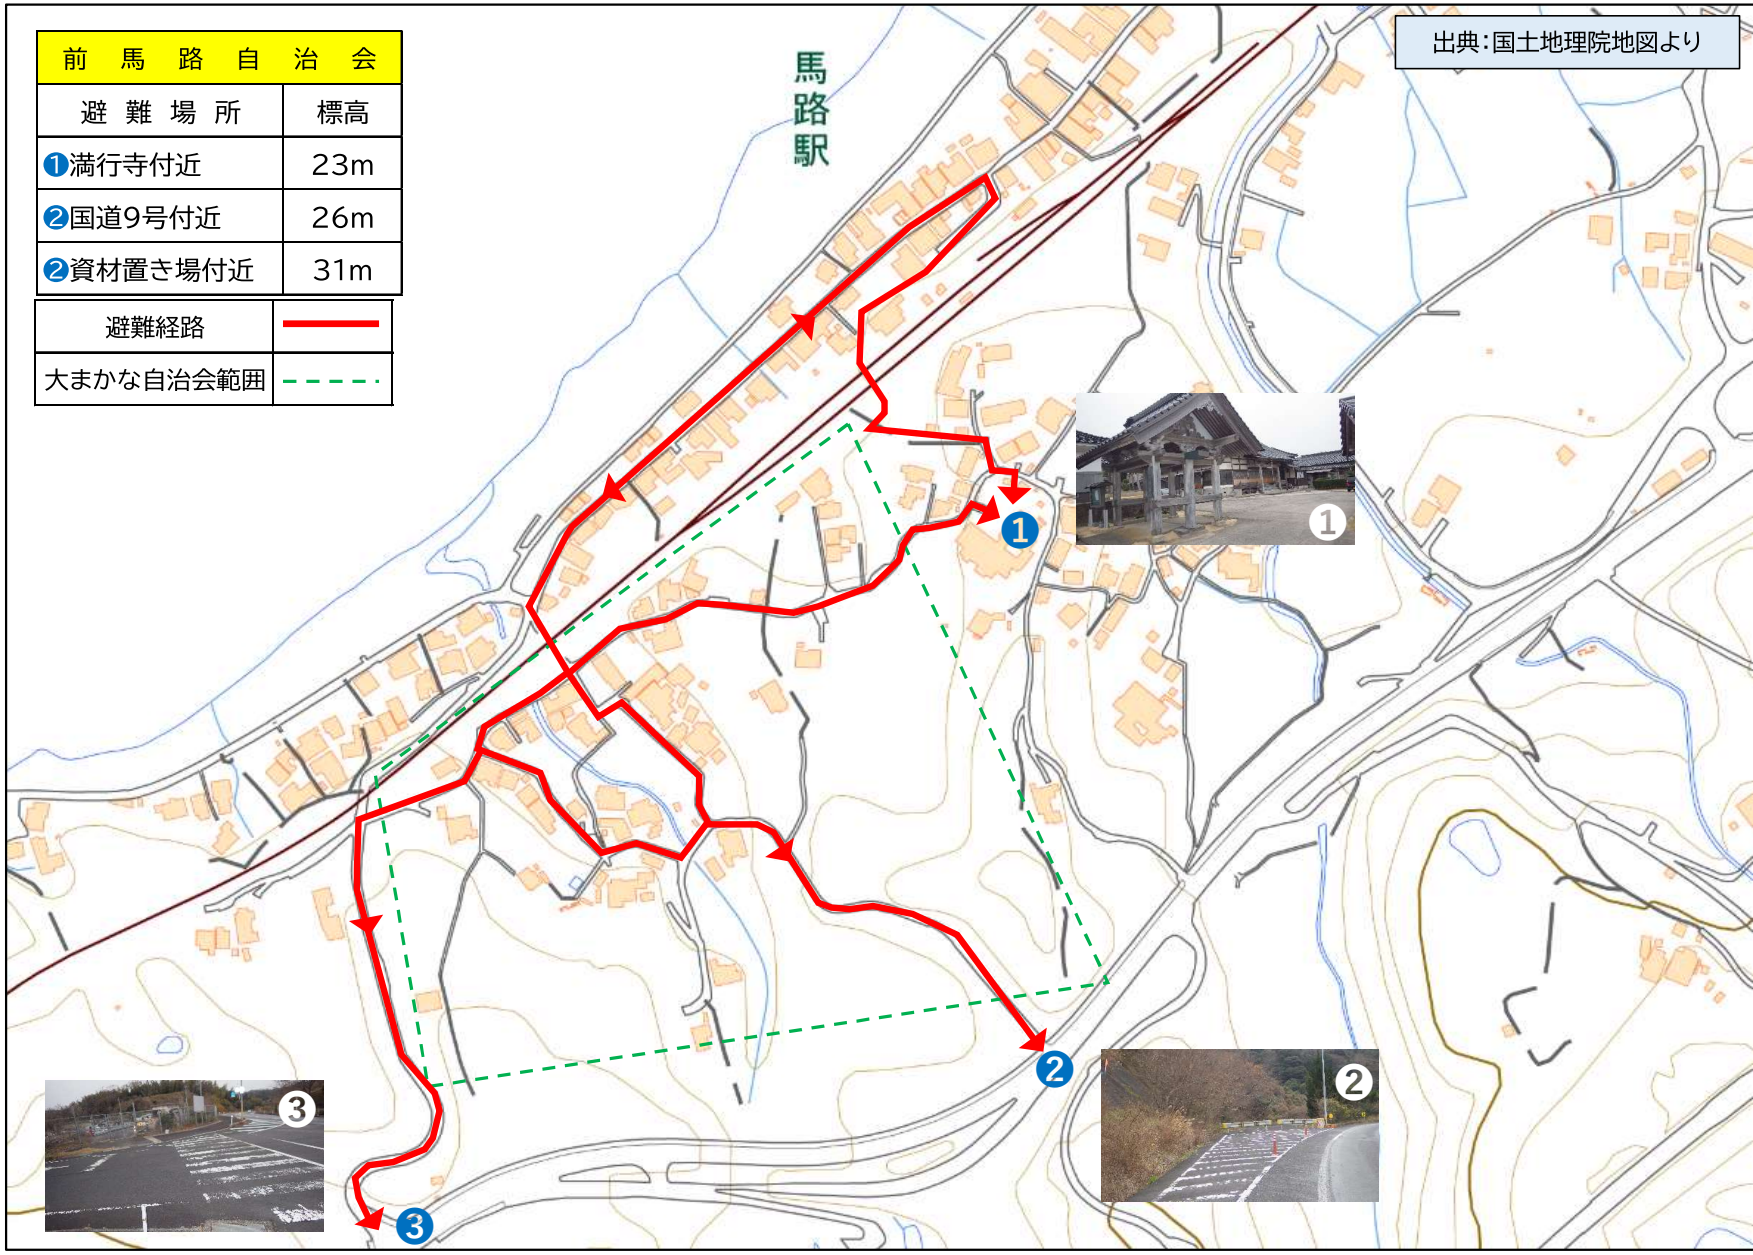 前馬路自治会
避難場所 標高
❶満行寺付近 23m
❷国道9号付近 26m
❷資材置き場付近 31m
避難経路
大まかな自治会範囲
馬路駅
出典：国土地理院地図より
1
1
2
2
3
3